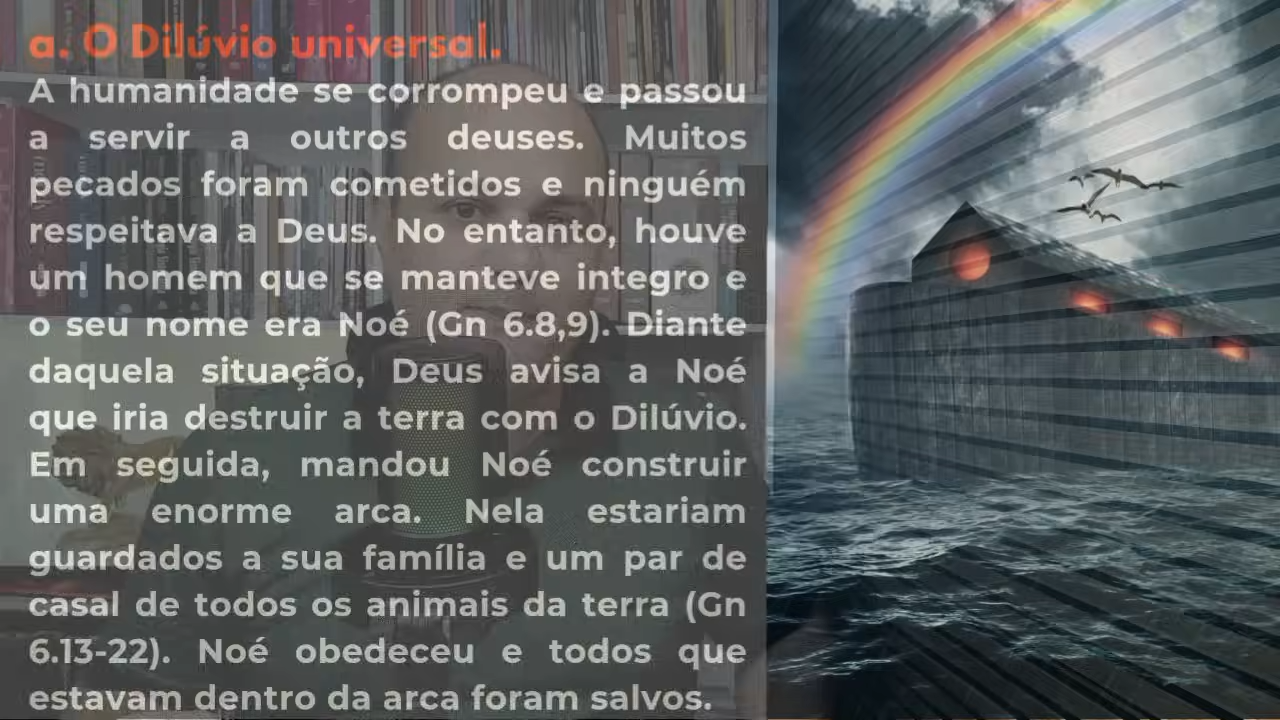 a. O Dilúvio universal.
A humanidade se corrompeu e passou
a servir a outros deuses. Muitos
pecados foram cometidos e ninguém
respeitava a Deus. No entanto, houve
um homem que se manteve integro e
o seu nome era Noé (Gn 6.8,9). Diante
daquela situação, Deus avisa a Noé
que iria destruir a terra com o Dilúvio.
Em seguida, mandou Noé construir
uma enorme arca. Nela estariam
guardados a sua família e um par de
casal de todos os animais da terra (Gn
6.13-22). Noé obedeceu e todos que
estavam dentro da arca foram salvos.